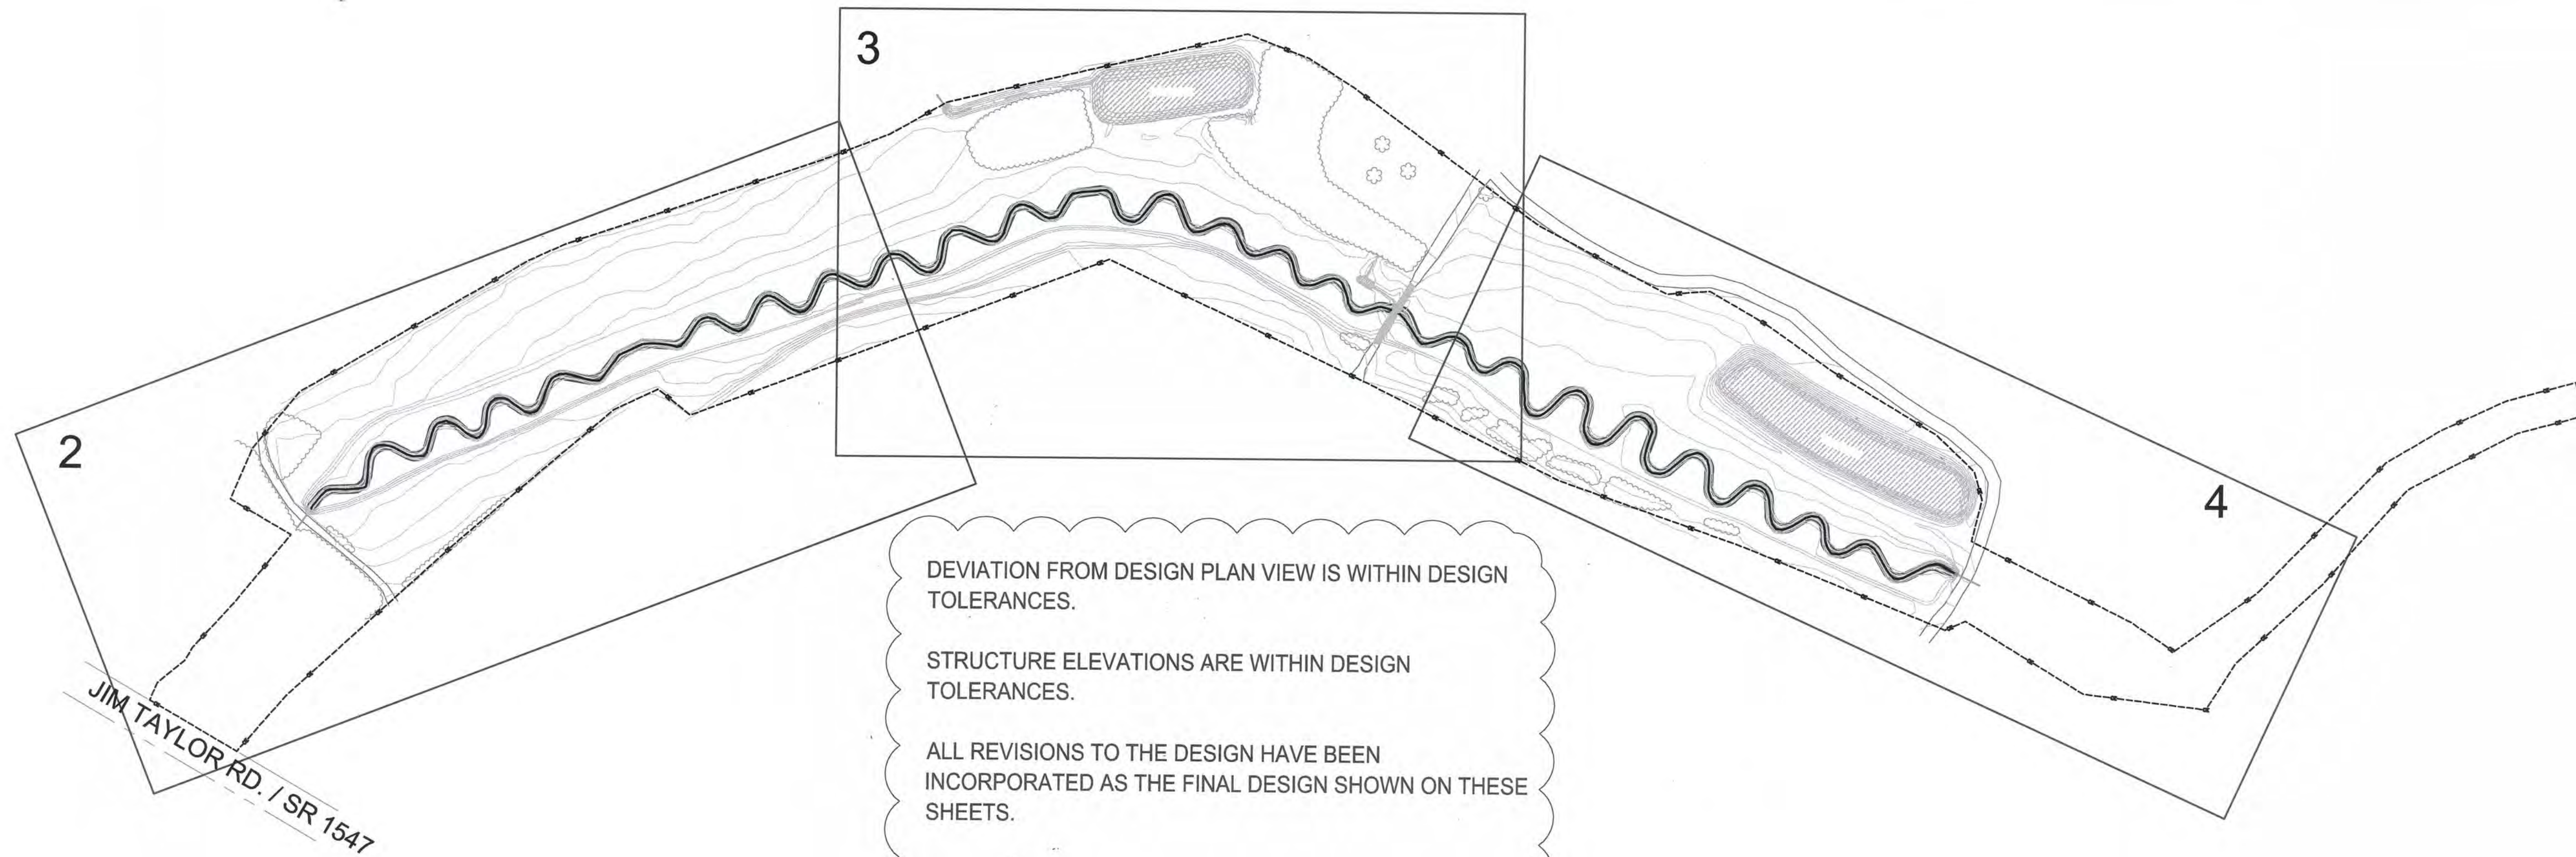 3
2
4
DEVIATION FROM DESIGN PLAN VIEW IS WITHIN DESIGN
TOLERANCES.
STRUCTURE ELEVATIONS ARE WITHIN DESIGN
TOLERANCES.
ALL REVISIONS TO THE DESIGN HAVE BEEN
INCORPORATED AS THE FINAL DESIGN SHOWN ON THESE
SHEETS.
JIM TAYLOR RD. / SR 1547